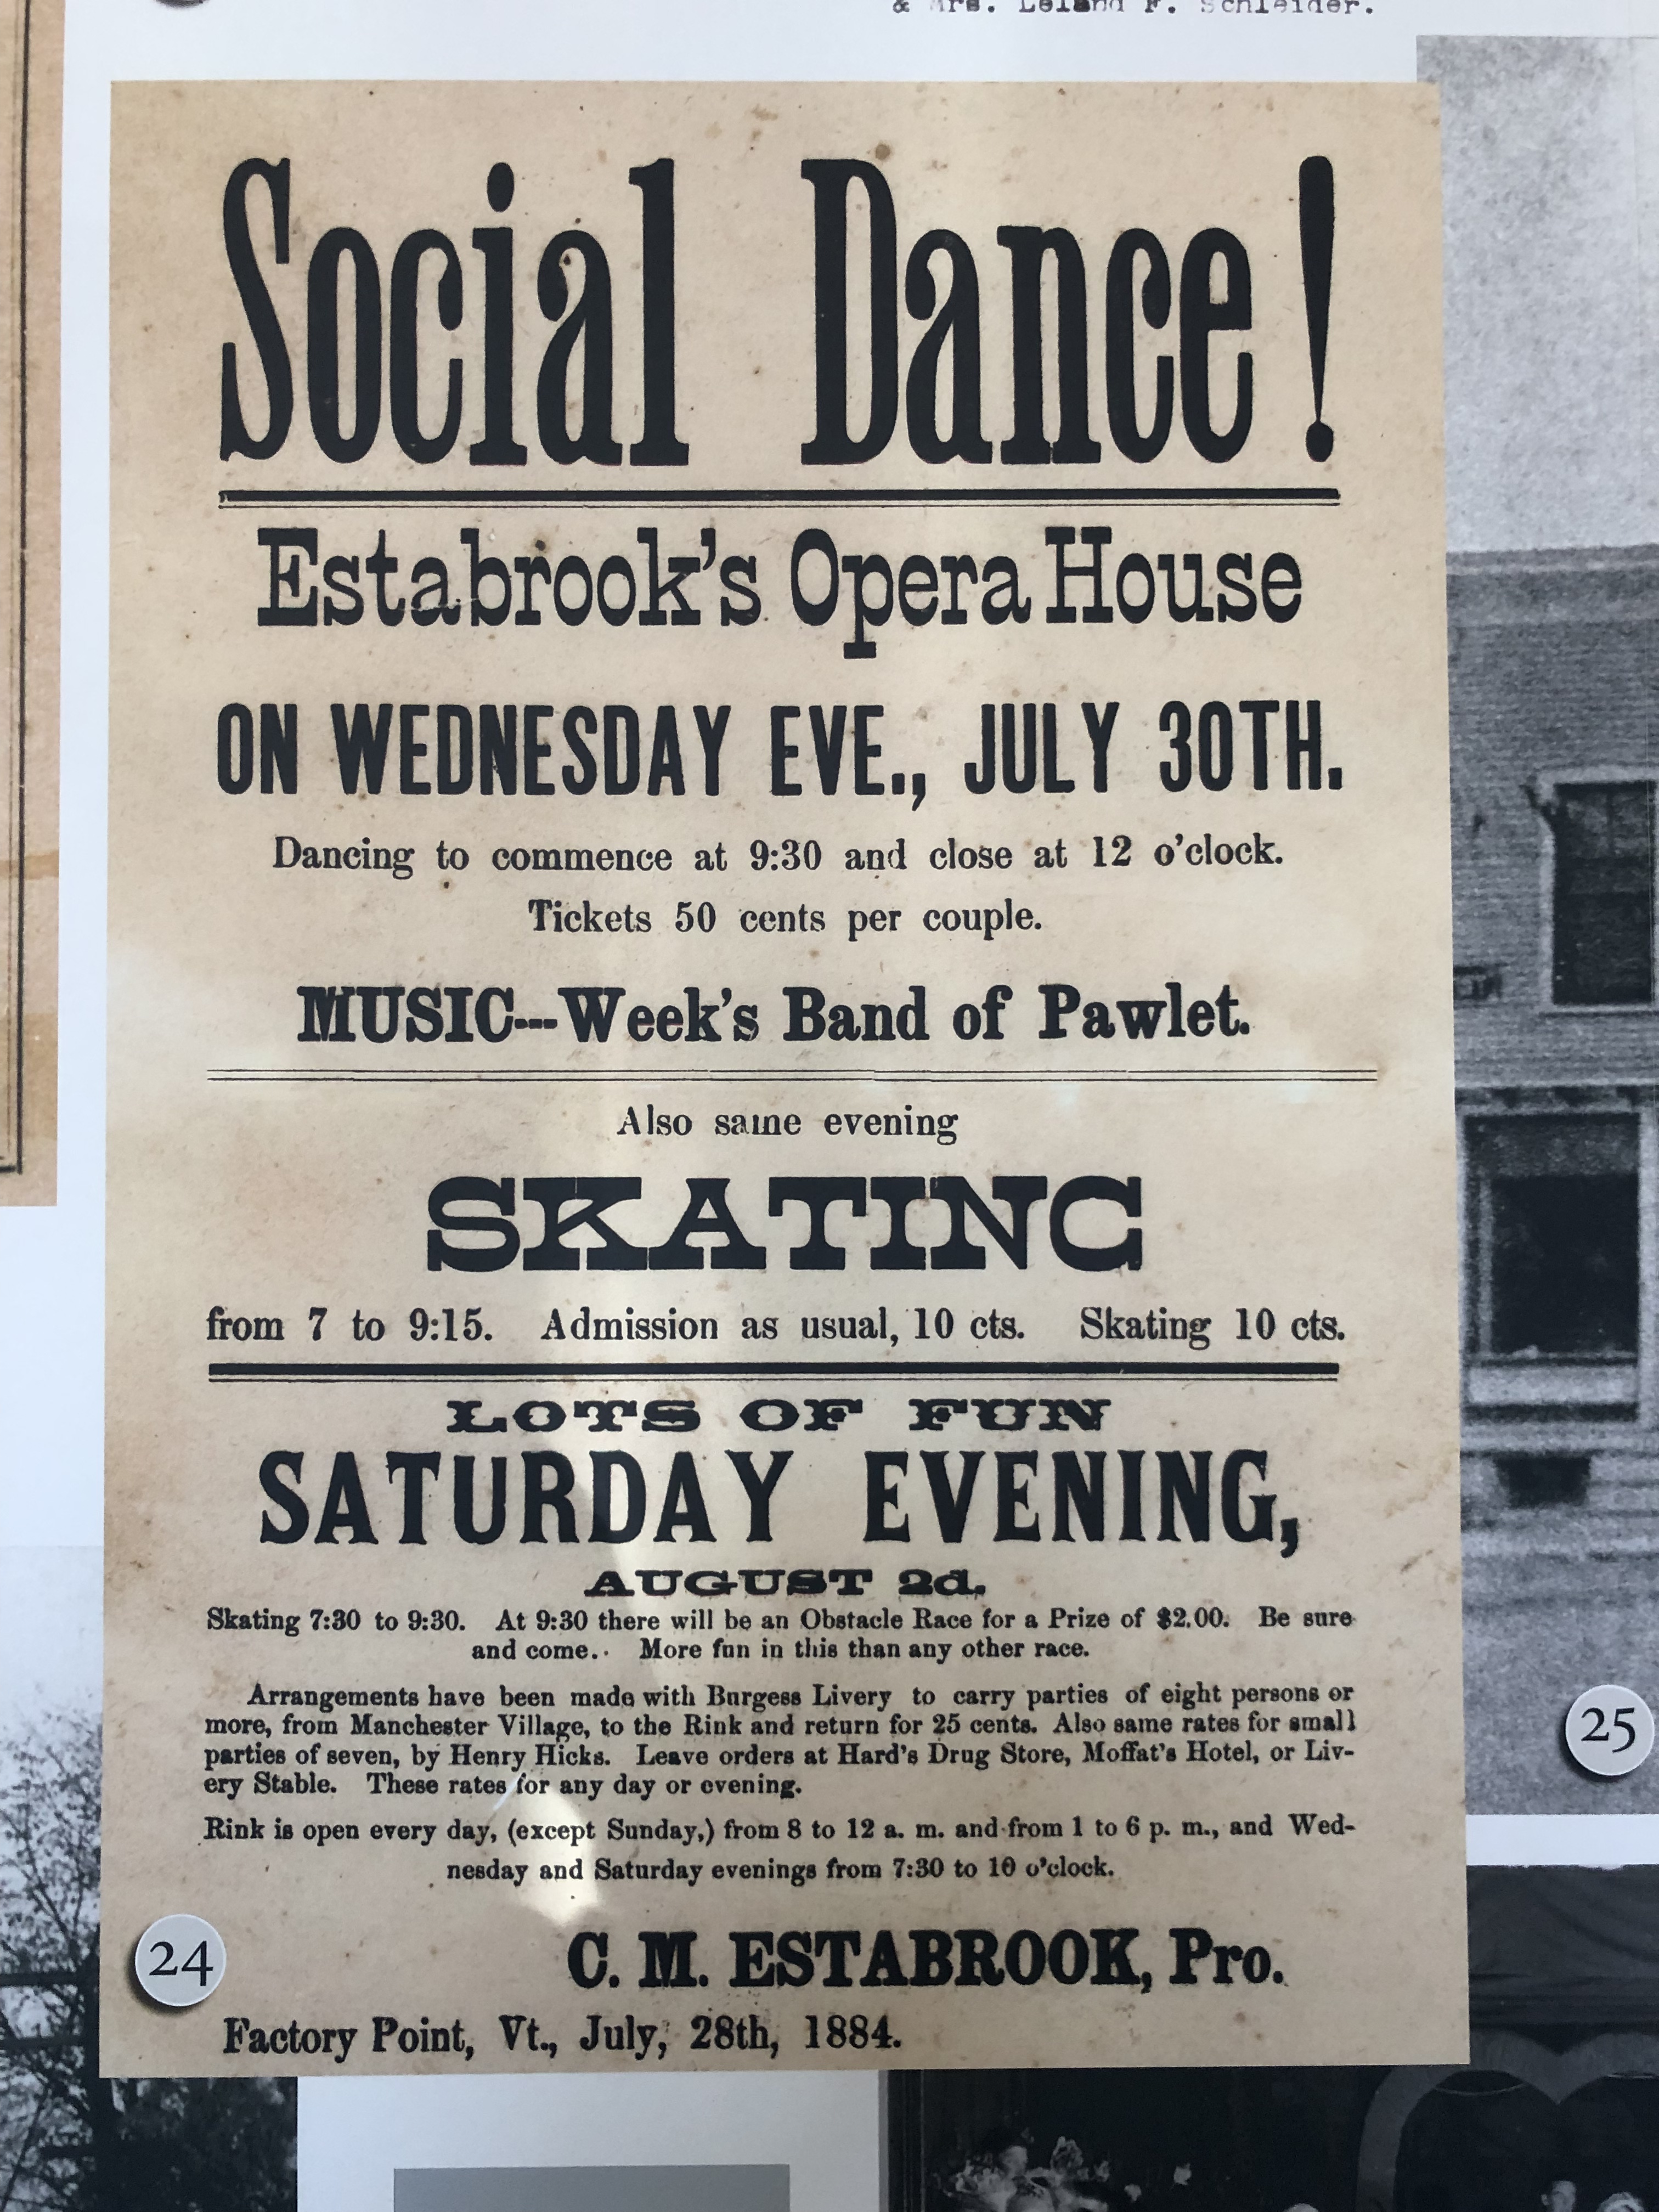 & Mrs. Leland F. Schleider.
Social Dance!
Estabrook's Opera House
ON WEDNESDAY EVE., JULY 30TH.
Dancing to commence at 9:30 and close at 12 o'clock.
Tickets 50 cents per couple.
MUSIC---Week's Band of Pawlet.
Also same evening
SKATING
from 7 to 9:15. Admission as usual, 10 cts. Skating 10 cts.
LOTS OF FUN
SATURDAY EVENING,
AUGUST 2d.
Skating 7:30 to 9:30. At 9:30 there will be an Obstacle Race for a Prize of $2.00. Be sure
and come.. More fun in this than any other race.
Arrangements have been made with Burgess Livery to carry parties of eight persons or
more, from Manchester Village, to the Rink and return for 25 cents. Also same rates for small
parties of seven, by Henry Hicks. Leave orders at Hard's Drug Store, Moffat's Hotel, or Liv-
ery Stable. These rates for any day or evening.
Rink is open every day, (except Sunday,) from 8 to 12 a. m. and from 1 to 6 p. m., and Wed-
nesday and Saturday evenings from 7:30 to 10 o'clock.
C. M. ESTABROOK, Pro.
Factory Point, Vt., July, 28th, 1884.
24
25